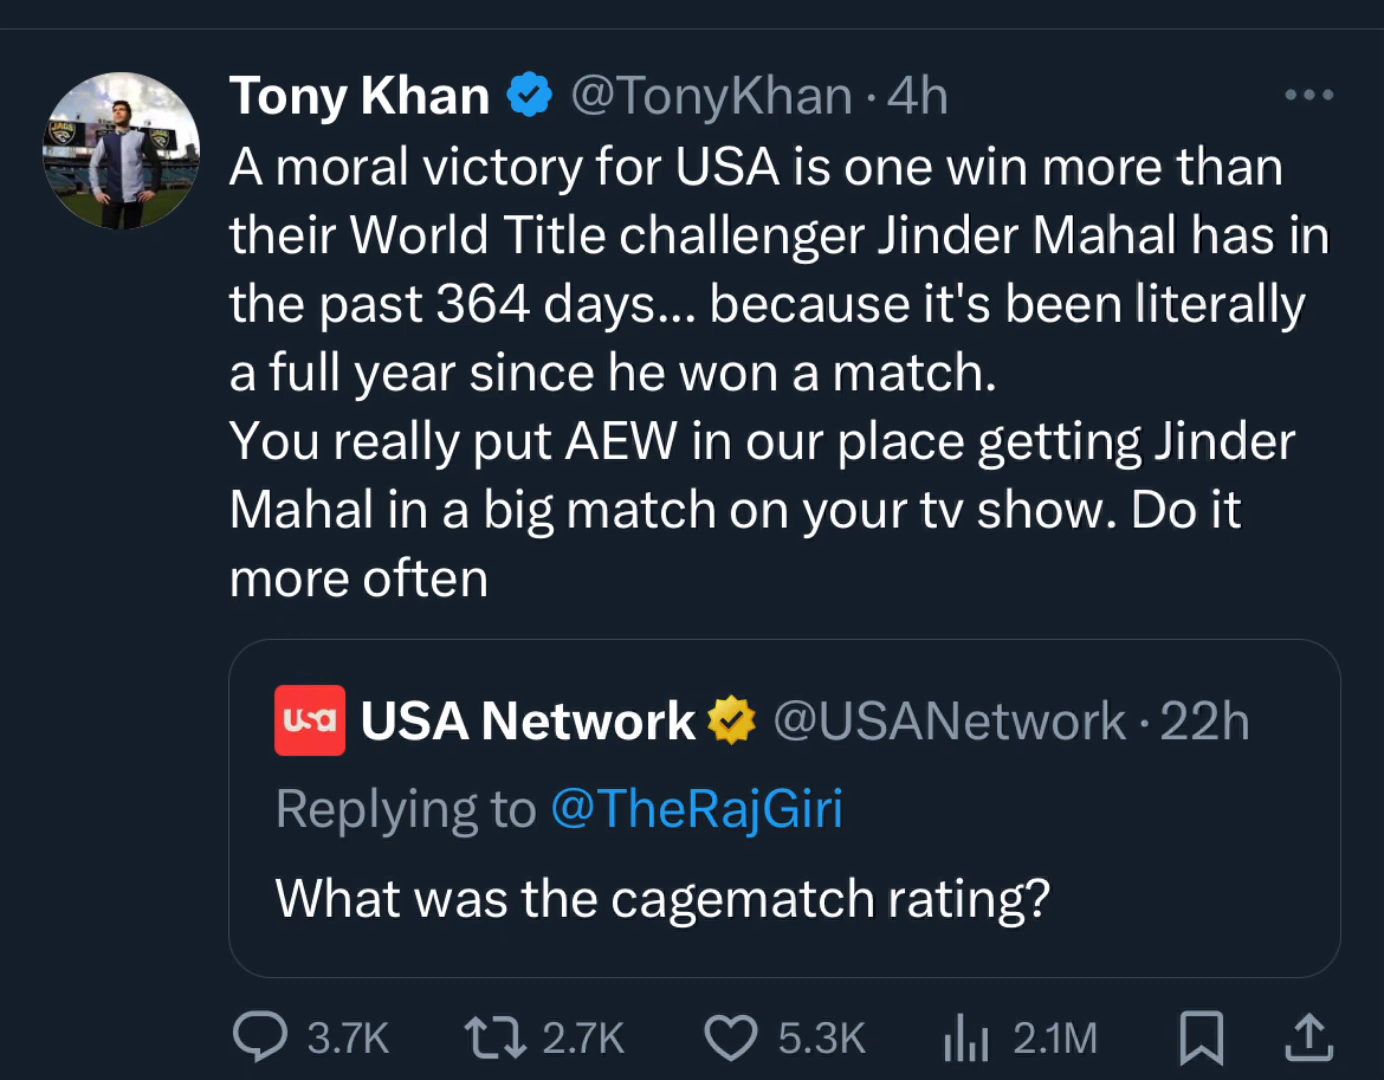 Tony Khan @TonyKhan · 4h
A moral victory for USA is one win more than
their World Title challenger Jinder Mahal has in
the past 364 days... because it's been literally
a full year since he won a match.
You really put AEW in our place getting Jinder
Mahal in a big match on your tv show. Do it
more often
usa USA Network @USANetwork · 22h
Replying to @TheRajGiri
What was the cagematch rating?
3.7K 2.7K 5.3K 2.1M